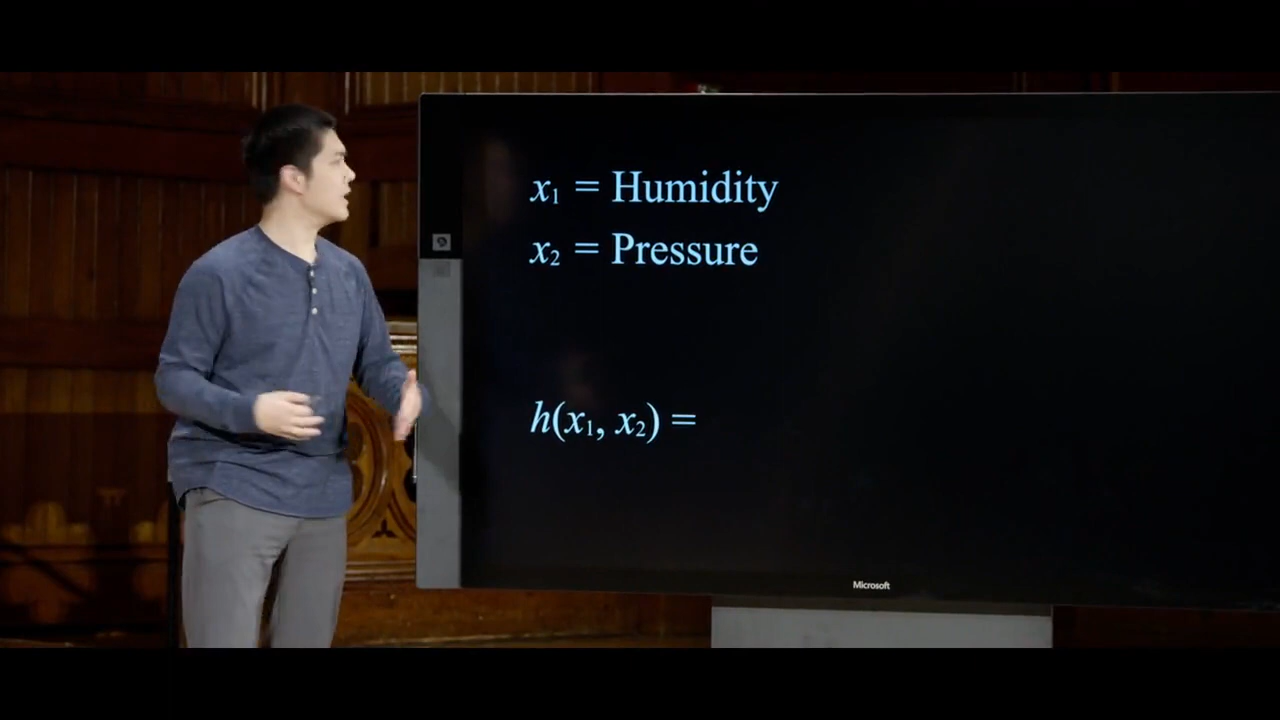 x₁ = Humidity
x₂ = Pressure
h(x₁, x₂) =
Microsoft